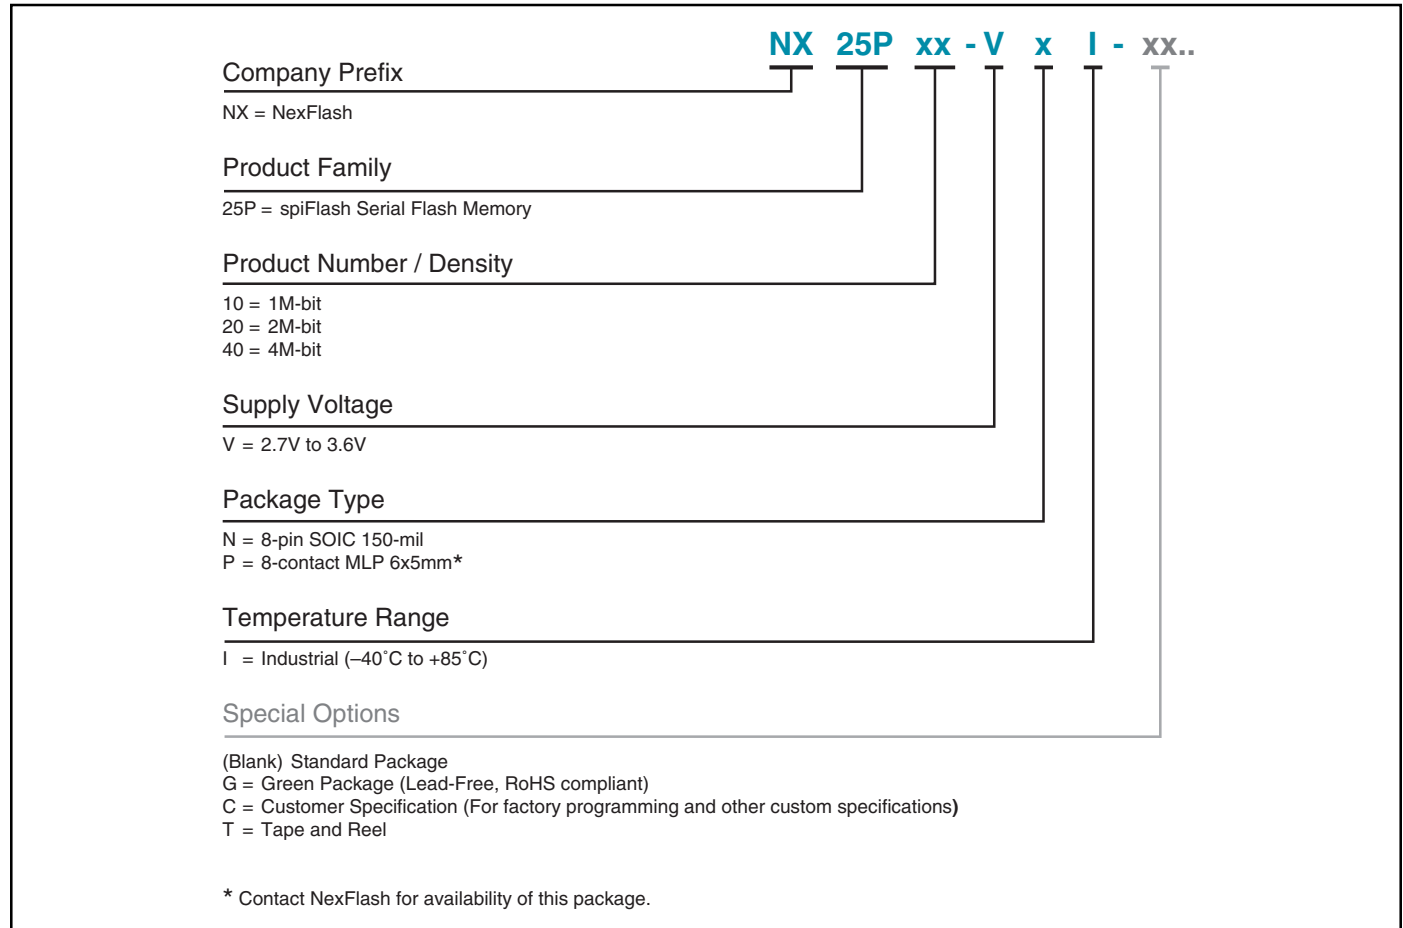 NX 25P xx - V x I - xx..
Company Prefix
NX = NexFlash
Product Family
25P = spiFlash Serial Flash Memory
Product Number / Density
10 = 1M-bit
20 = 2M-bit
40 = 4M-bit
Supply Voltage
V = 2.7V to 3.6V
Package Type
N = 8-pin SOIC 150-mil
P = 8-contact MLP 6x5mm*
Temperature Range
I = Industrial (–40˚C to +85˚C)
Special Options
(Blank) Standard Package
G = Green Package (Lead-Free, RoHS compliant)
C = Customer Specification (For factory programming and other custom specifications)
T = Tape and Reel
* Contact NexFlash for availability of this package.